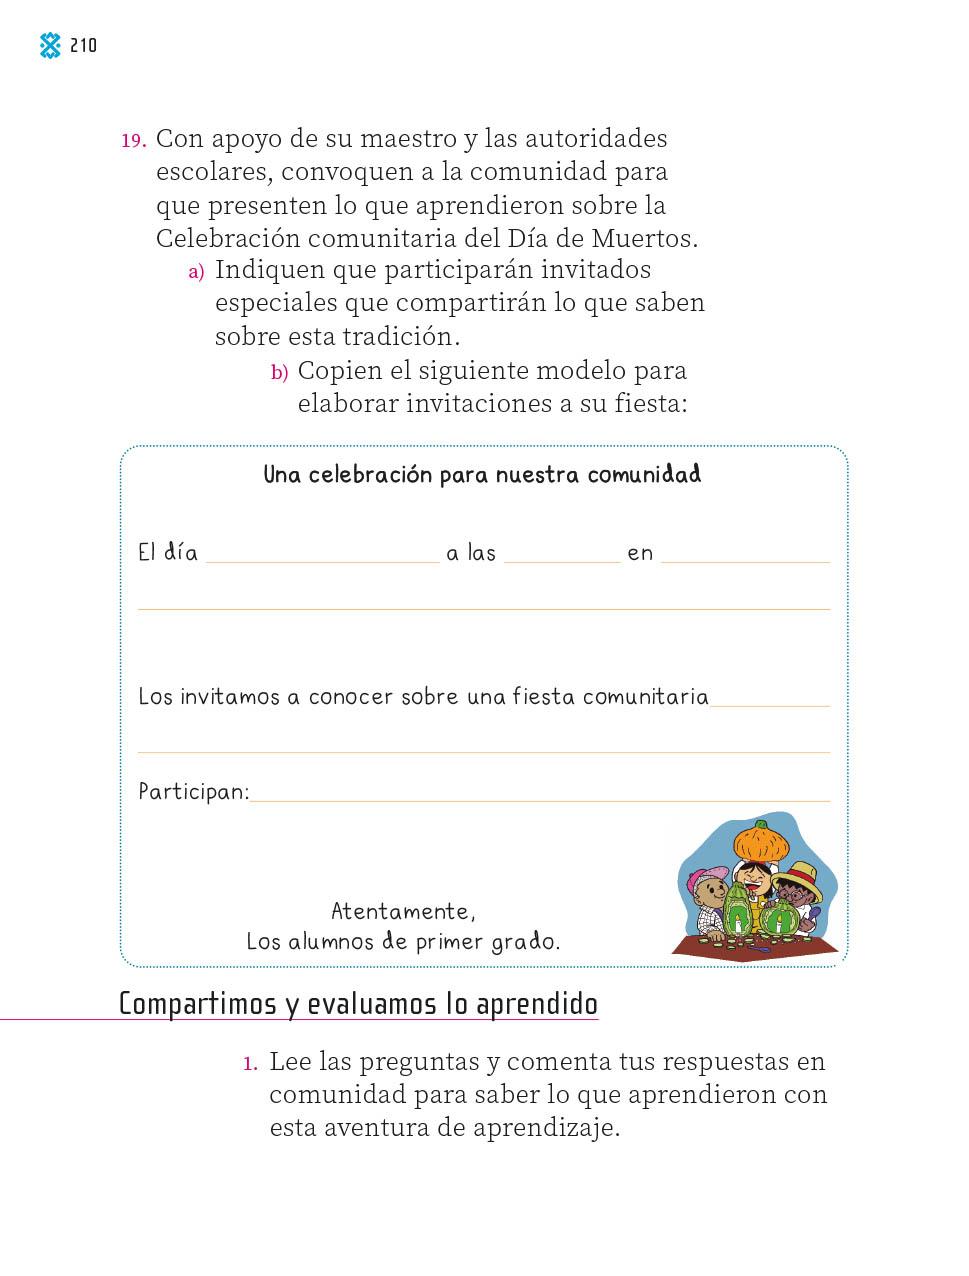 210
19. Con apoyo de su maestro y las autoridades
escolares, convoquen a la comunidad para
que presenten lo que aprendieron sobre la
Celebración comunitaria del Día de Muertos.
a) Indiquen que participarán invitados
especiales que compartirán lo que saben
sobre esta tradición.
b) Copien el siguiente modelo para
elaborar invitaciones a su fiesta:
Una celebración para nuestra comunidad
El día a las en
Los invitamos a conocer sobre una fiesta comunitaria
Participan:
Atentamente,
Los alumnos de primer grado.
Compartimos y evaluamos lo aprendido
1. Lee las preguntas y comenta tus respuestas en
comunidad para saber lo que aprendieron con
esta aventura de aprendizaje.